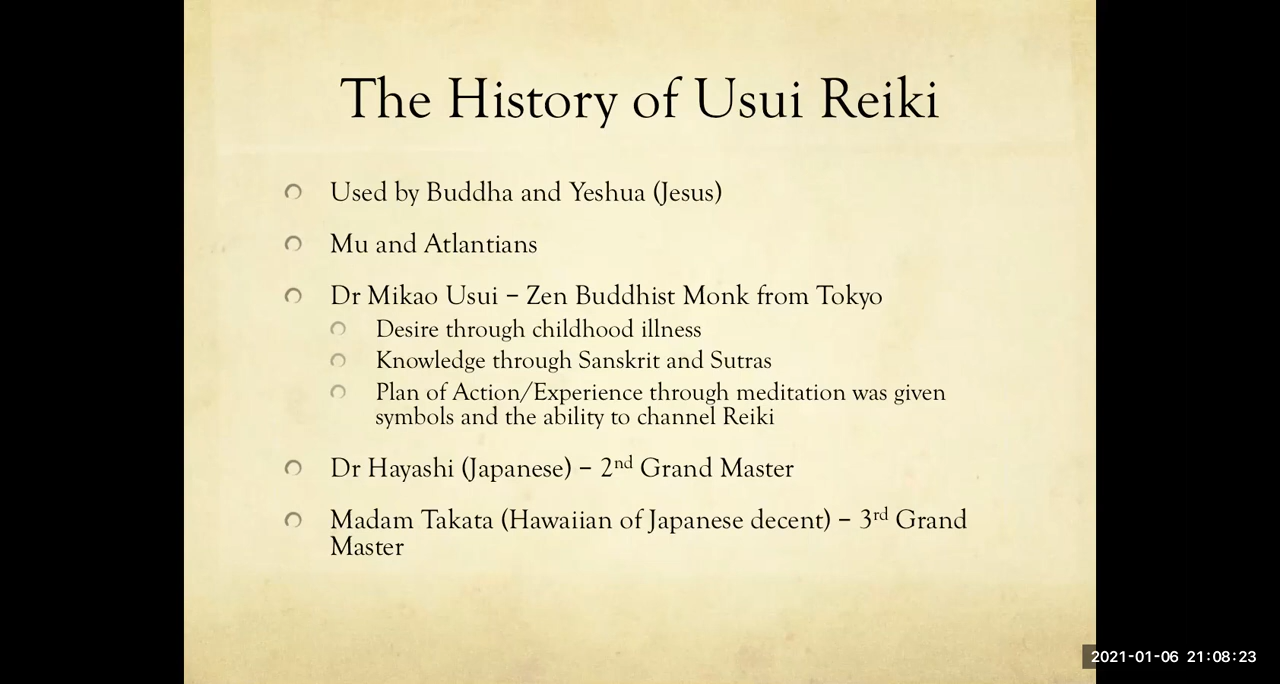 The History of Usui Reiki
Used by Buddha and Yeshua (Jesus)
Mu and Atlantians
Dr Mikao Usui – Zen Buddhist Monk from Tokyo
Desire through childhood illness
Knowledge through Sanskrit and Sutras
Plan of Action/Experience through meditation was given
symbols and the ability to channel Reiki
Dr Hayashi (Japanese) – 2nd Grand Master
Madam Takata (Hawaiian of Japanese decent) – 3rd Grand
Master
2021-01-06 21:08:23